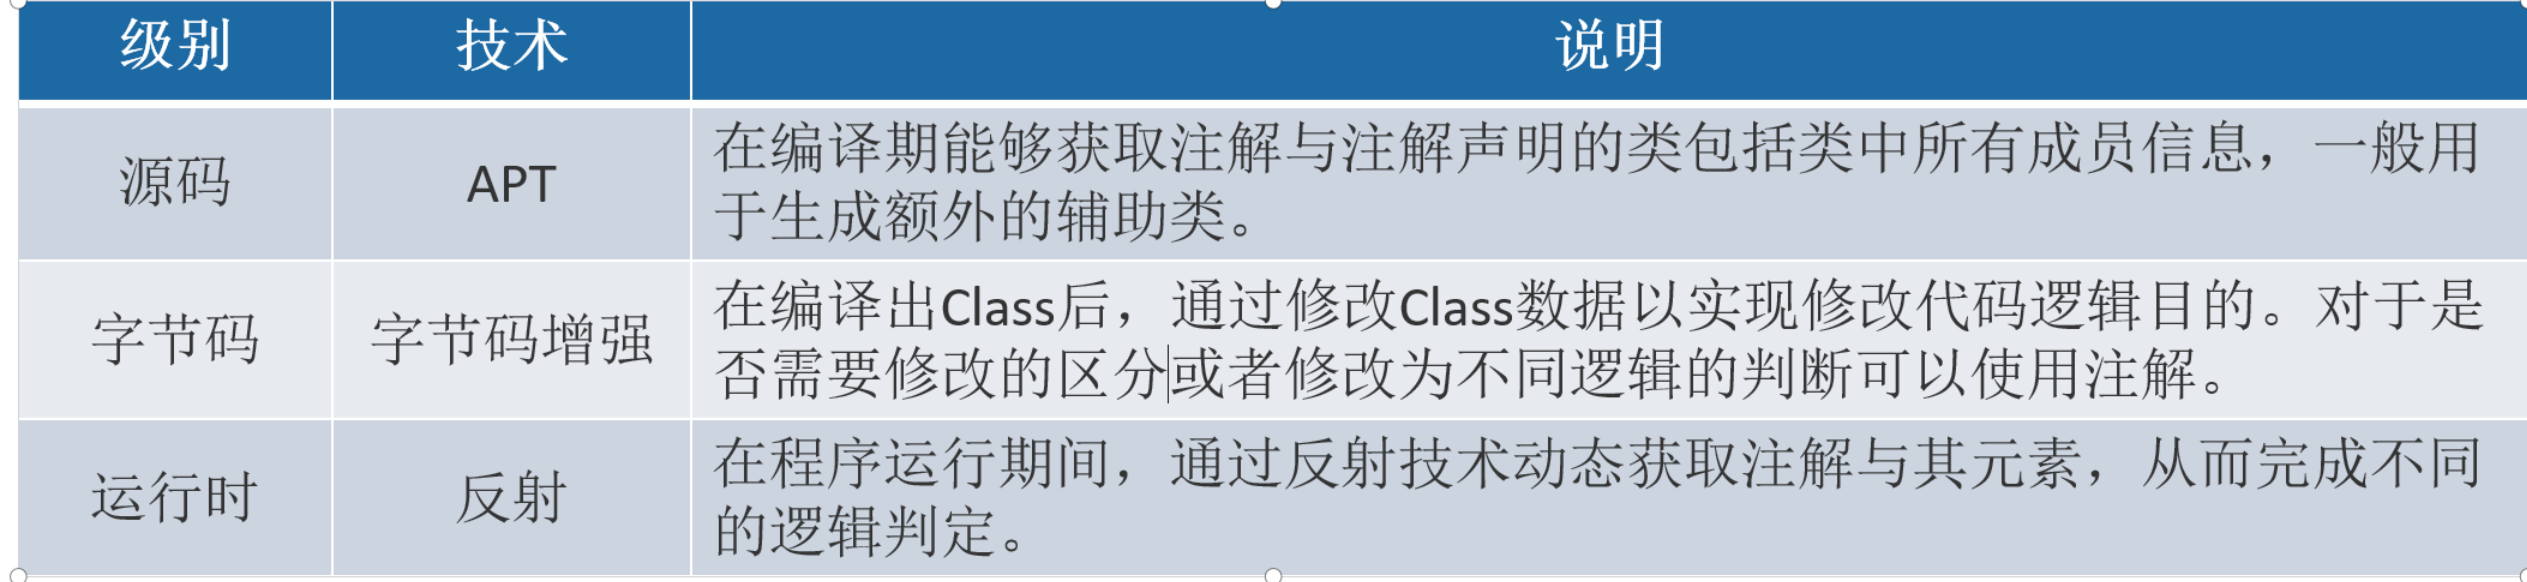 级别 技术 说明
源码 APT 在编译期能够获取注解与注解声明的类包括类中所有成员信息，一般用
于生成额外的辅助类。
字节码 字节码增强 在编译出Class后，通过修改Class数据以实现修改代码逻辑目的。对于是
否需要修改的区分或者修改为不同逻辑的判断可以使用注解。
运行时 反射 在程序运行期间，通过反射技术动态获取注解与其元素，从而完成不同
的逻辑判定。